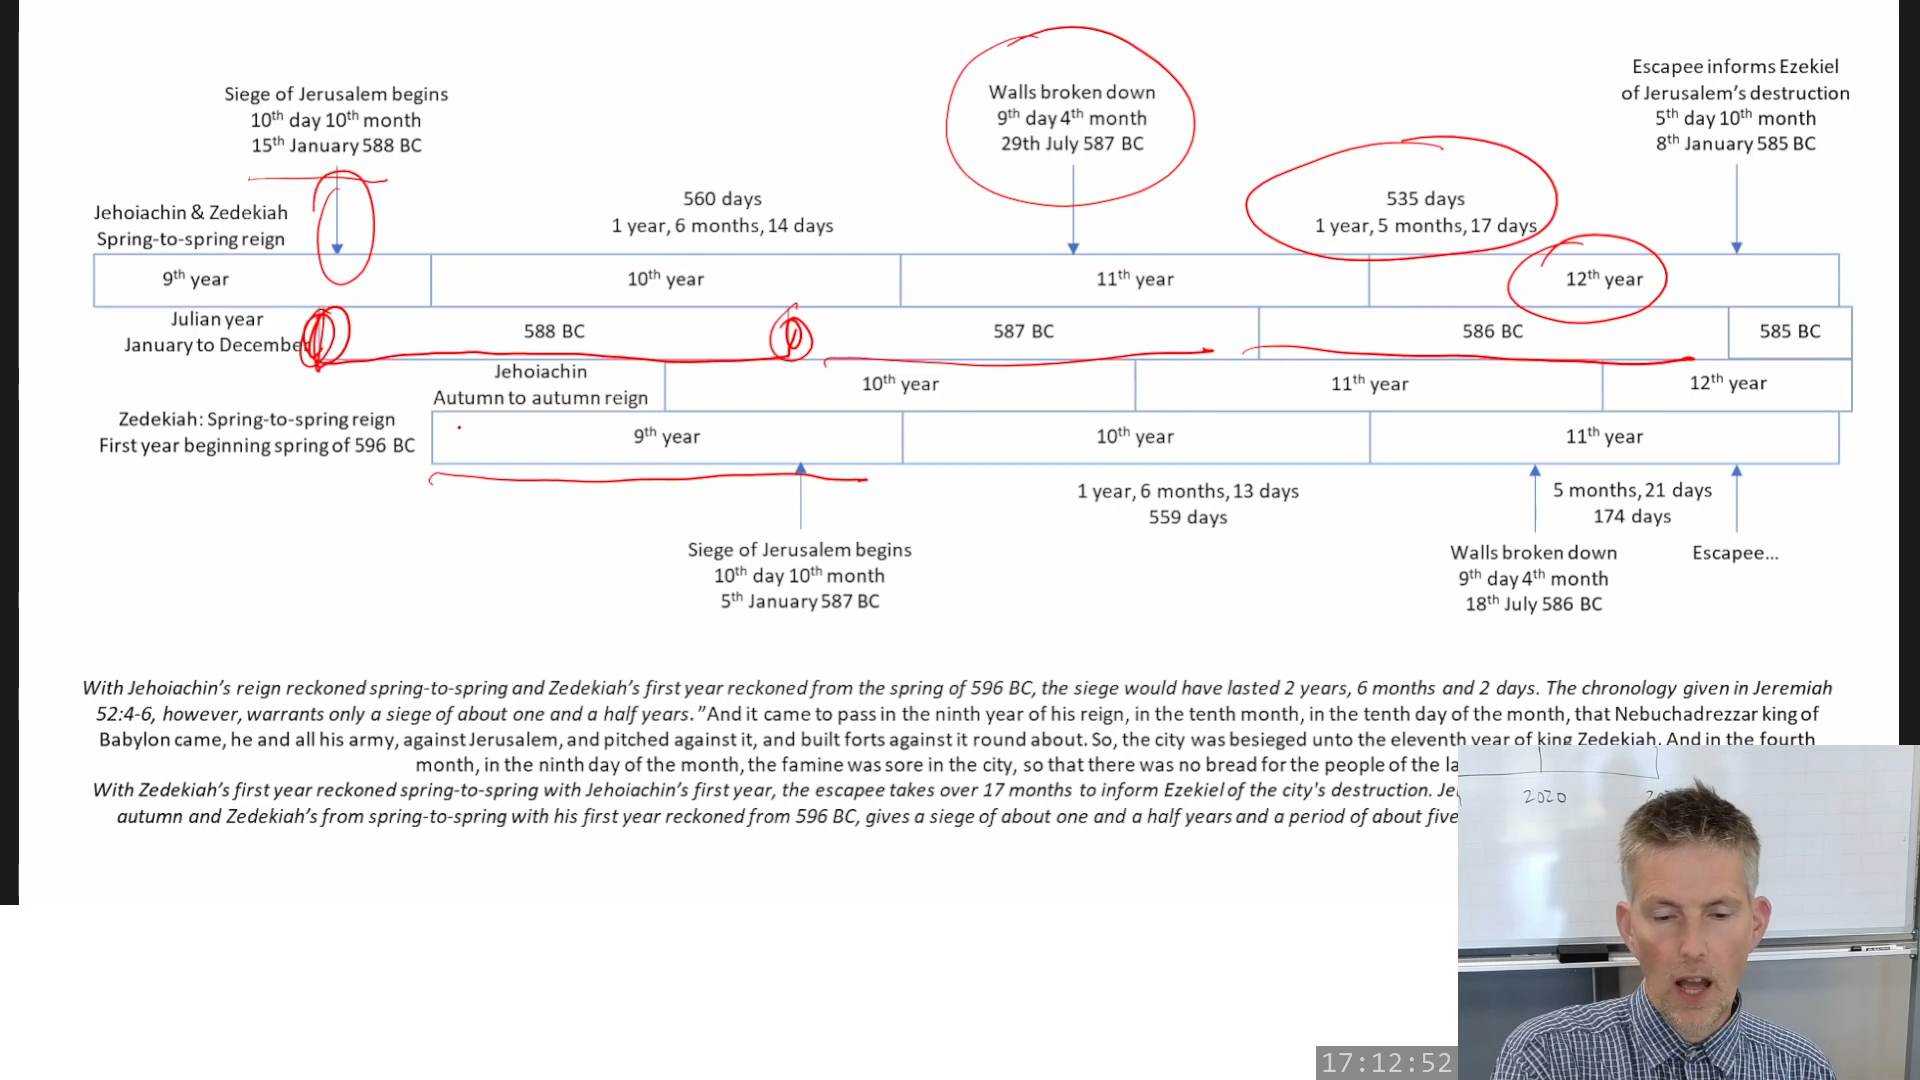 Siege of Jerusalem begins
10th day 10th month
15th January 588 BC
Walls broken down
9th day 4th month
29th July 587 BC
Escapee informs Ezekiel
of Jerusalem's destruction
5th day 10th month
8th January 585 BC
560 days
1 year, 6 months, 14 days
535 days
1 year, 5 months, 17 days
Jehoiachin & Zedekiah
Spring-to-spring reign
9th year
10th year
11th year
12th year
Julian year
January to December
588 BC
587 BC
586 BC
585 BC
Jehoiachin
Autumn to autumn reign
10th year
11th year
12th year
Zedekiah: Spring-to-spring reign
First year beginning spring of 596 BC
9th year
10th year
11th year
1 year, 6 months, 13 days
559 days
5 months, 21 days
174 days
Siege of Jerusalem begins
10th day 10th month
5th January 587 BC
Walls broken down
9th day 4th month
18th July 586 BC
Escapee...
With Jehoiachin's reign reckoned spring-to-spring and Zedekiah's first year reckoned from the spring of 596 BC, the siege would have lasted 2 years, 6 months and 2 days. The chronology given in Jeremiah
52:4-6, however, warrants only a siege of about one and a half years. "And it came to pass in the ninth year of his reign, in the tenth month, in the tenth day of the month, that Nebuchadrezzar king of
Babylon came, he and all his army, against Jerusalem, and pitched against it, and built forts against it round about. So, the city was besieged unto the eleventh year of king Zedekiah. And in the fourth
month, in the ninth day of the month, the famine was sore in the city, so that there was no bread for the people of the la
With Zedekiah's first year reckoned spring-to-spring with Jehoiachin's first year, the escapee takes over 17 months to inform Ezekiel of the city's destruction.
autumn and Zedekiah's from spring-to-spring with his first year reckoned from 596 BC, gives a siege of about one and a half years and a period of about five
2020
17:12:52